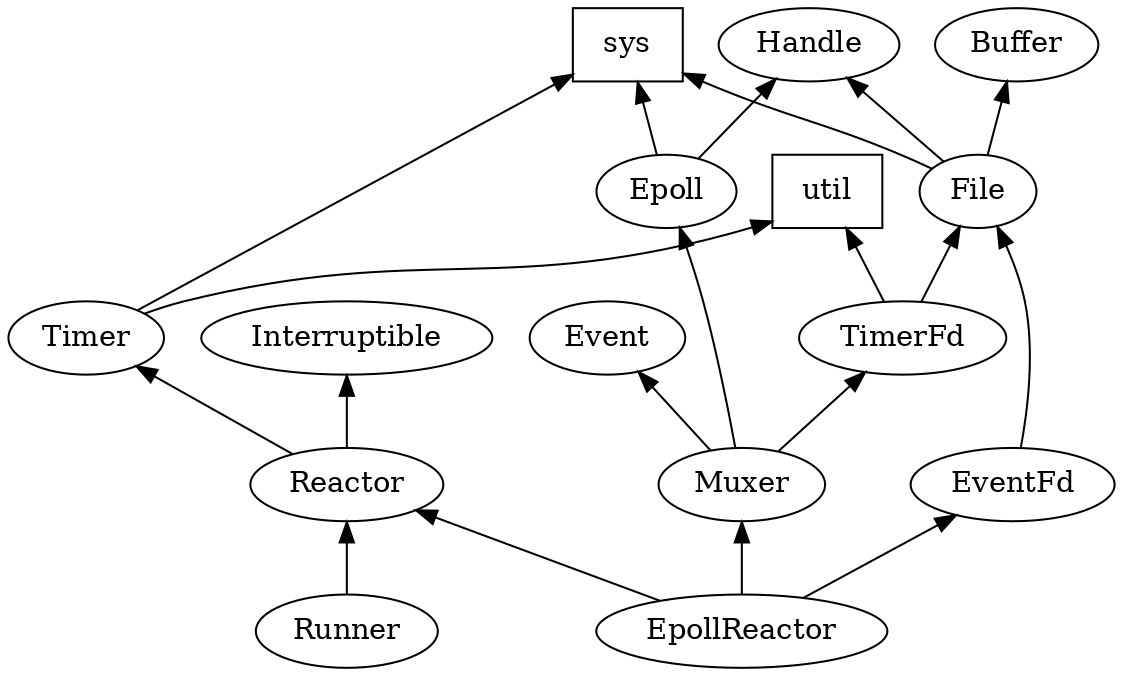 sys
Handle
Buffer
Epoll
util
File
Timer
Interruptible
Event
TimerFd
Reactor
Muxer
EventFd
Runner
EpollReactor